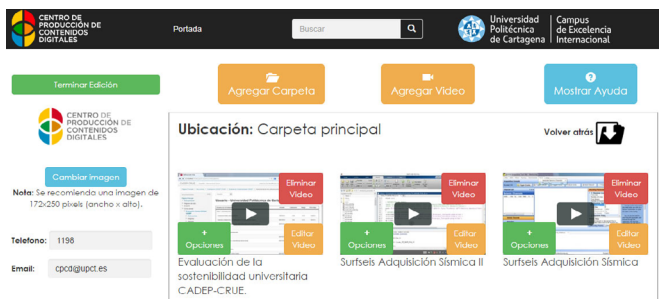 CENTRO DE
PRODUCCIÓN DE
CONTENIDOS
DIGITALES
Portada
Buscar
Universidad
Politécnica
de Cartagena
Campus
de Excelencia
Internacional
Terminar Edición
Agregar Carpeta
Agregar Video
Mostrar Ayuda
CENTRO DE
PRODUCCIÓN DE
CONTENIDOS
DIGITALES
Cambiar imagen
Nota: Se recomienda una imagen de
172x250 pixels (ancho x alto).
Telefono: 1198
Email: cpcd@upct.es
Ubicación: Carpeta principal
Volver atrás
Eliminar
Video
+
Opciones
Editar
Video
Evaluación de la
sostenibilidad universitaria
CADEP-CRUE.
Eliminar
Video
+
Opciones
Editar
Video
Surfseis Adquisición Sísmica II
Eliminar
Video
+
Opciones
Editar
Video
Surfseis Adquisición Sísmica